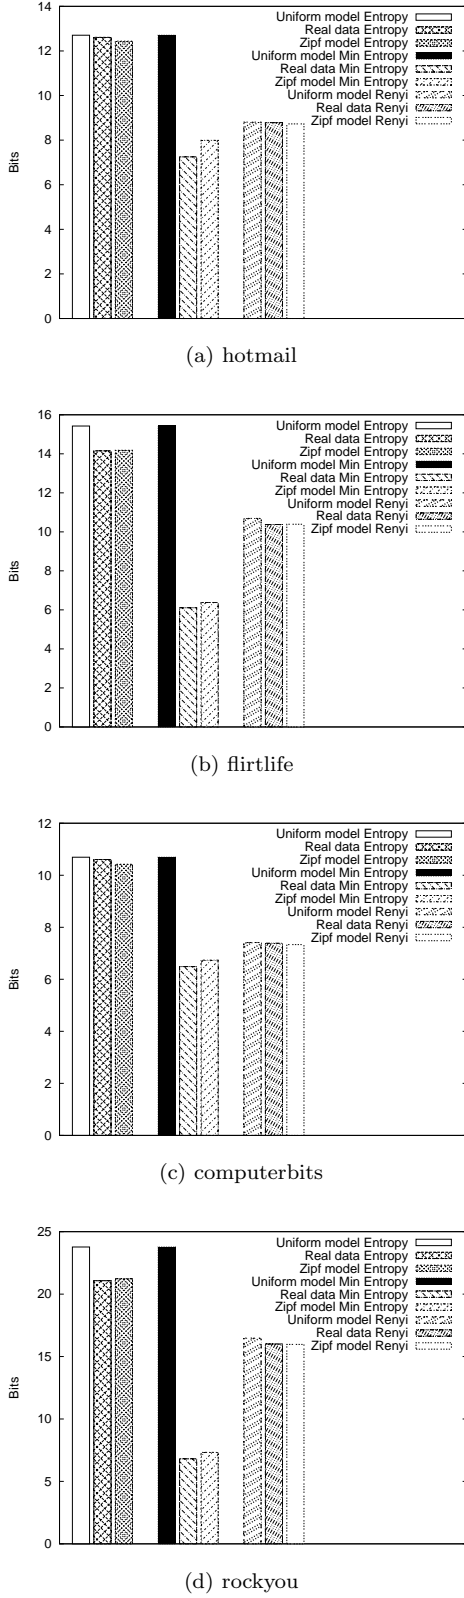 14
12
10
8
6
4
2
0
Bits
Uniform model Entropy
Real data Entropy
Zipf model Entropy
Uniform model Min Entropy
Real data Min Entropy
Zipf model Min Entropy
Uniform model Renyi
Real data Renyi
Zipf model Renyi
(a) hotmail
16
14
12
10
8
6
4
2
0
Bits
Uniform model Entropy
Real data Entropy
Zipf model Entropy
Uniform model Min Entropy
Real data Min Entropy
Zipf model Min Entropy
Uniform model Renyi
Real data Renyi
Zipf model Renyi
(b) flirtlife
12
10
8
6
4
2
0
Bits
Uniform model Entropy
Real data Entropy
Zipf model Entropy
Uniform model Min Entropy
Real data Min Entropy
Zipf model Min Entropy
Uniform model Renyi
Real data Renyi
Zipf model Renyi
(c) computerbits
25
20
15
10
5
0
Bits
Uniform model Entropy
Real data Entropy
Zipf model Entropy
Uniform model Min Entropy
Real data Min Entropy
Zipf model Min Entropy
Uniform model Renyi
Real data Renyi
Zipf model Renyi
(d) rockyou